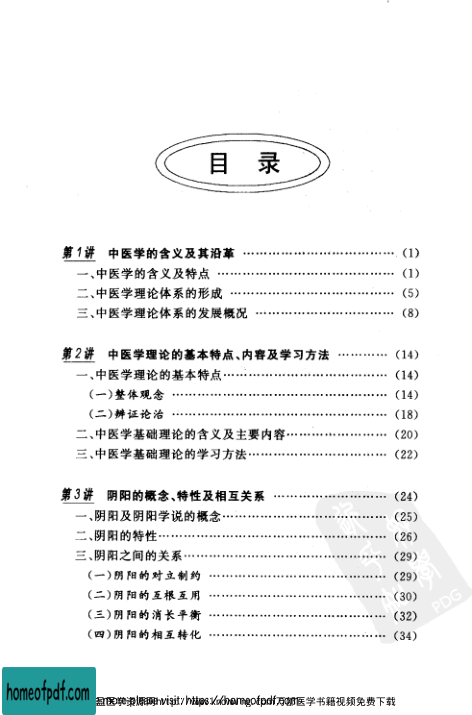 目 录
第1讲 中医学的含义及其沿革 …………………………… (1)
一、中医学的含义及特点 …………………………… (1)
二、中医学理论体系的形成 …………………………… (5)
三、中医学理论体系的发展概况 …………………………… (8)
第2讲 中医学理论的基本特点、内容及学习方法 ………… (14)
一、中医学理论的基本特点…………………………… (14)
(一)整体观念 …………………………… (14)
(二)辨证论治 …………………………… (18)
二、中医学基础理论的含义及主要内容………………… (20)
三、中医学基础理论的学习方法………………………… (22)
第3讲 阴阳的概念、特性及相互关系 …………………… (24)
一、阴阳及阴阳学说的概念…………………………… (25)
二、阴阳的特性…………………………… (26)
三、阴阳之间的关系…………………………… (29)
(一)阴阳的对立制约 …………………………… (29)
(二)阴阳的互根互用 …………………………… (30)
(三)阴阳的消长平衡 …………………………… (32)
(四)阴阳的相互转化 …………………………… (34)
PDG
homeofpdf.com
医学书籍视频免费下载